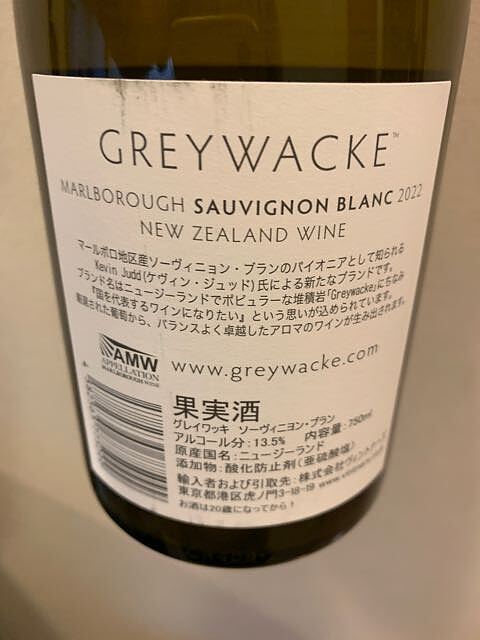 GREYWACKE™
MARLBOROUGH SAUVIGNON BLANC 2022
NEW ZEALAND WINE
マールボロ地区産ソーヴィニョン・ブランのパイオニアとして知られる
Kevin Judd(ケヴィン・ジュッド)氏による新たなブランドです。
ブランド名はニュージーランドでポピュラーな堆積岩「Greywacke」にちなみ
『国を代表するワインになりたい』という思いが込められています。
厳選された葡萄から、バランスよく卓越したアロマのワインが生み出されます。
AMW
APPELLATION
MARLBOROUGH WINE
www.greywacke.com
果実酒
グレイワッキ ソーヴィニヨン・ブラン
アルコール分:13.5% 内容量:750ml
原産国名:ニュージーランド
添加物:酸化防止剤(亜硫酸塩)
輸入者および引取先:株式会社ヴィントナーズ
東京都港区虎ノ門3-18-19 www.
お酒は20歳になってから!